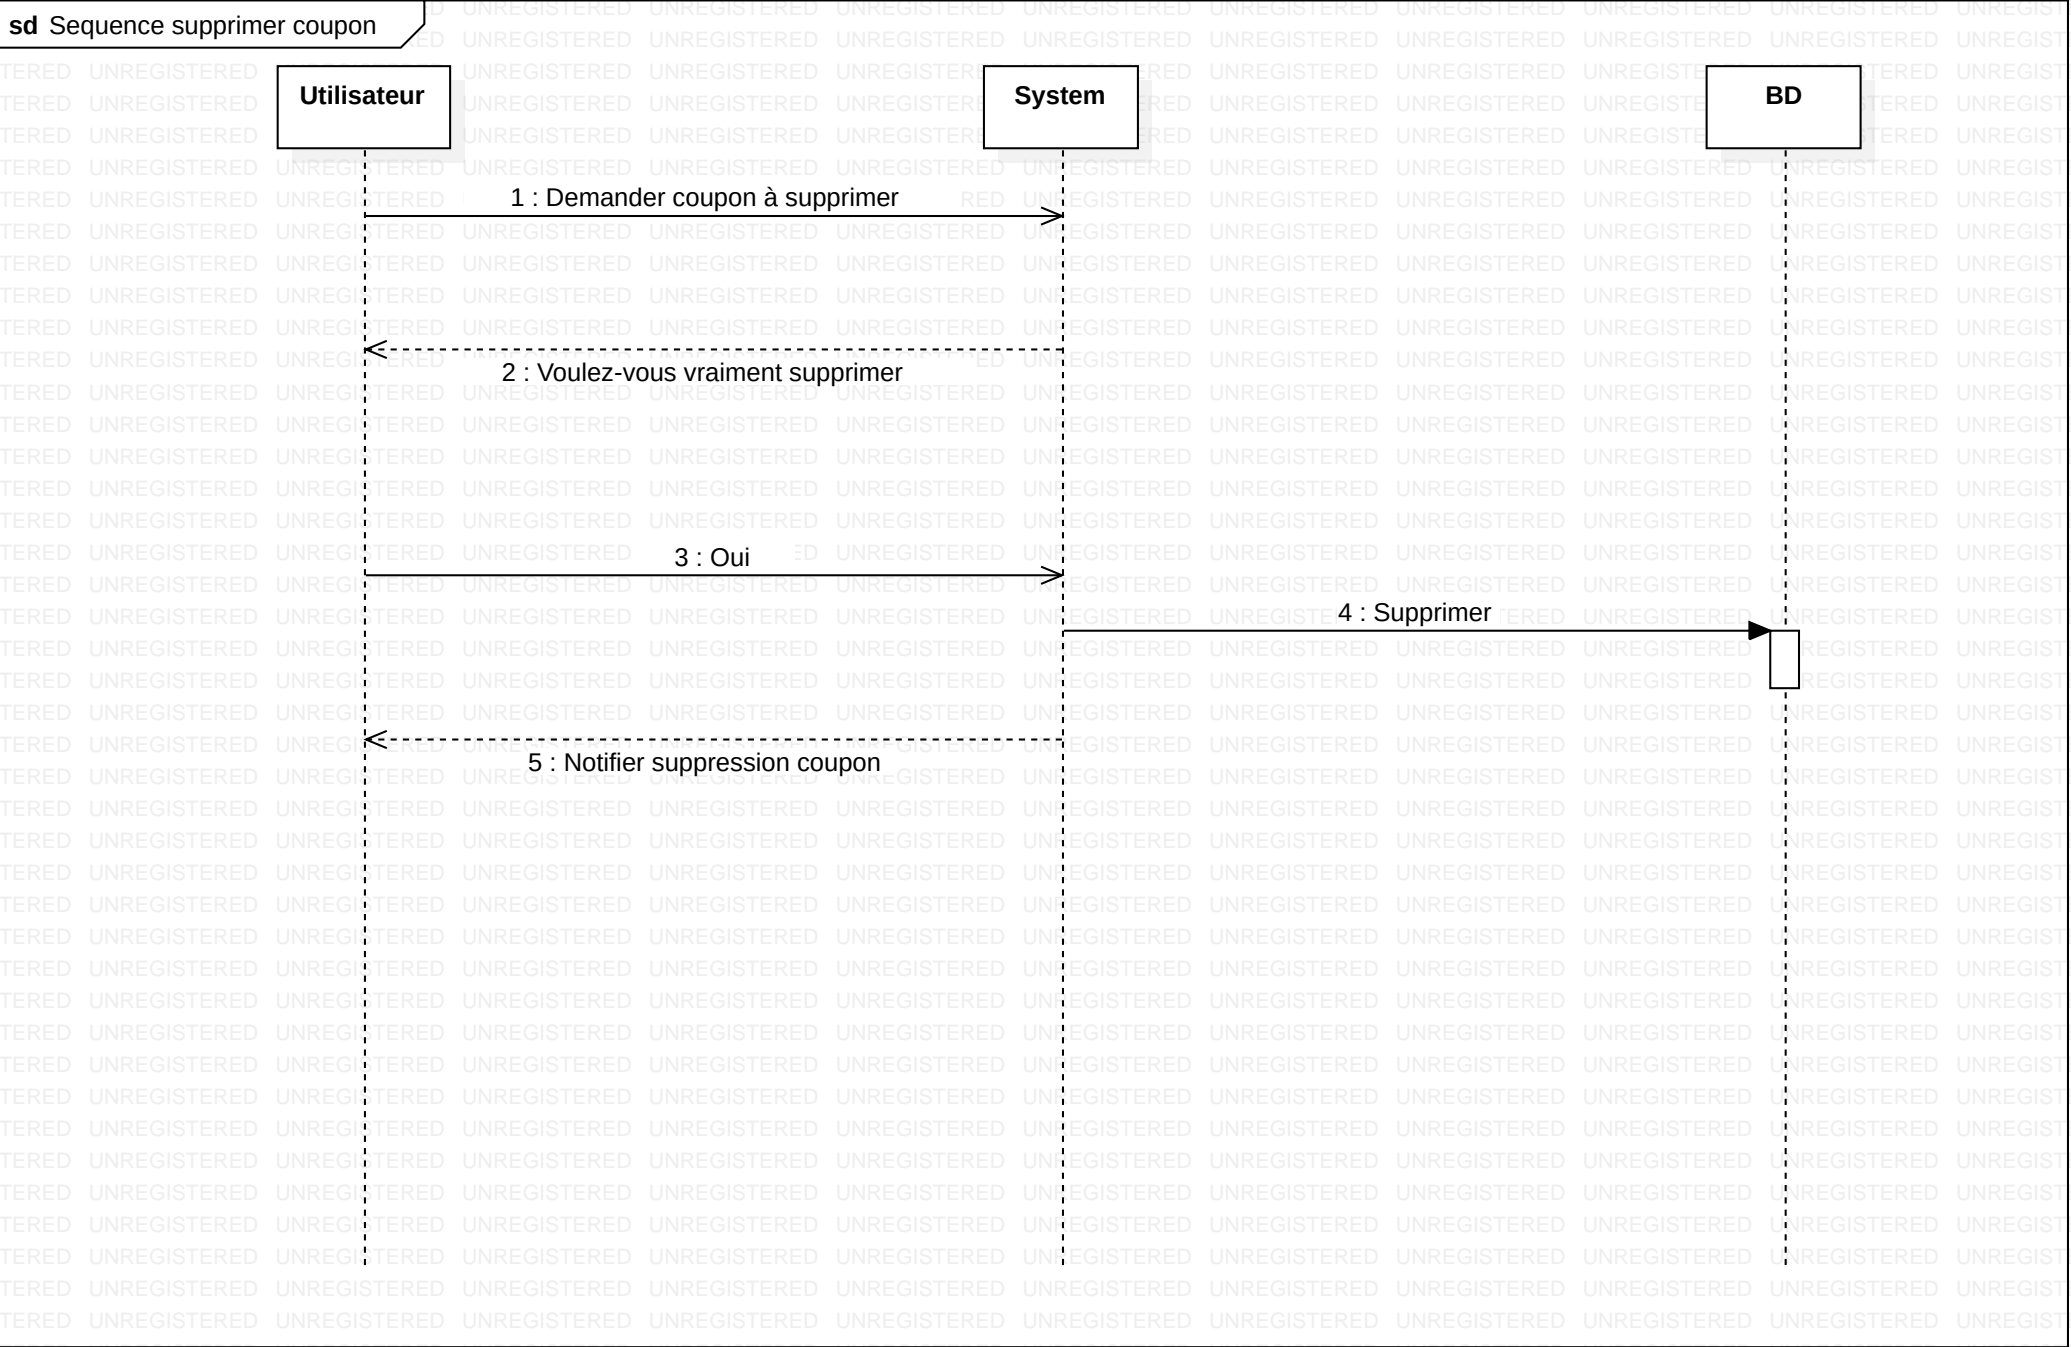 sd Sequence supprimer coupon
Utilisateur
System
BD
1 : Demander coupon à supprimer
2 : Voulez-vous vraiment supprimer
3 : Oui
4 : Supprimer
5 : Notifier suppression coupon
UNREGISTERED